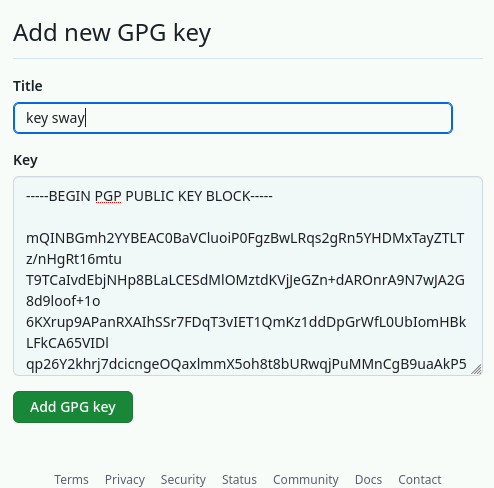 Add new GPG key
Title
key sway
Key
-----BEGIN PGP PUBLIC KEY BLOCK-----
mQINBGmh2YYBEAC0BaVCluoiP0FgzBwLRqs2gRn5YHDMxTayZTLT
z/nHgRt16mtu
T9TCaIvdEbjNHp8BLaLCESdMlOMztdKVjJeGZn+dAROnrA9N7wJA2G
8d9loof+1o
6KXrup9APanRXAIhSSr7FDqT3vIET1QmKz1ddDpGrWfL0UbIomHBk
LFkCA65VIDl
qp26Y2khrj7dcicngeOQaxlmmX5oh8t8bURwqjPuMMnCgB9uaAkP5
Add GPG key
Terms Privacy Security Status Community Docs Contact